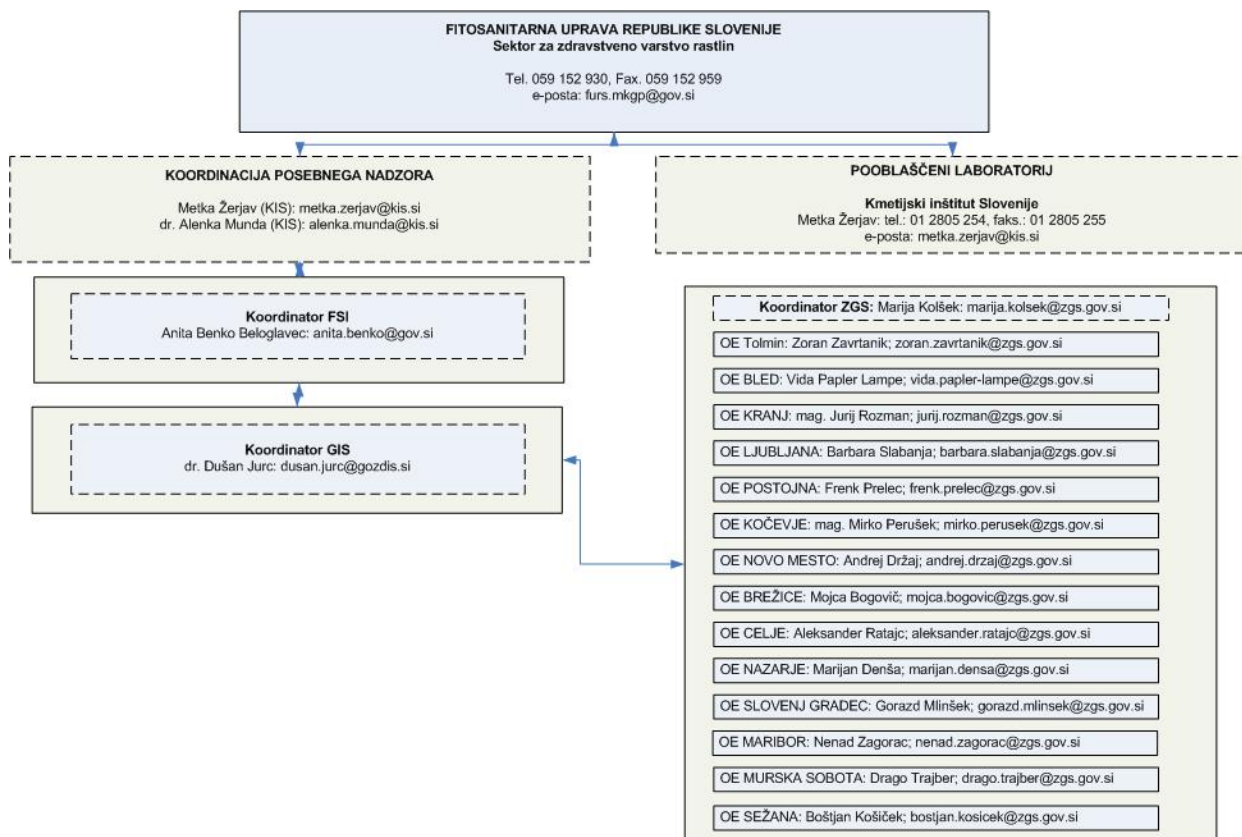 FITOSANITARNA UPRAVA REPUBLIKE SLOVENIJE
Sektor za zdravstveno varstvo rastlin
Tel. 059 152 930, Fax. 059 152 959
e-posta: furs.mkgp@gov.si
KOORDINACIJA POSEBNEGA NADZORA
Metka Žerjav (KIS): metka.zerjav@kis.si
dr. Alenka Munda (KIS): alenka.munda@kis.si
POOBLAŠČENI LABORATORIJ
Kmetijski inštitut Slovenije
Metka Žerjav: tel.: 01 2805 254, faks.: 01 2805 255
e-posta: metka.zerjav@kis.si
Koordinator FSI
Anita Benko Beloglavec: anita.benko@gov.si
Koordinator GIS
dr. Dušan Jurc: dusan.jurc@gozdis.si
Koordinator ZGS: Marija Kolšek: marija.kolsek@zgs.gov.si
OE Tolmin: Zoran Zavrtanik; zoran.zavrtanik@zgs.gov.si
OE BLED: Vida Papler Lampe; vida.papler-lampe@zgs.gov.si
OE KRANJ: mag. Jurij Rozman; jurij.rozman@zgs.gov.si
OE LJUBLJANA: Barbara Slabanja; barbara.slabanja@zgs.gov.si
OE POSTOJNA: Frenk Prelec; frenk.prelec@zgs.gov.si
OE KOČEVJE: mag. Mirko Perušek; mirko.perusek@zgs.gov.si
OE NOVO MESTO: Andrej Držaj; andrej.drzaj@zgs.gov.si
OE BREŽICE: Mojca Bogovič; mojca.bogovic@zgs.gov.si
OE CELJE: Aleksander Ratajc; aleksander.ratajc@zgs.gov.si
OE NAZARJE: Marijan Denša; marijan.densa@zgs.gov.si
OE SLOVENJ GRADEC: Gorazd Mlinšek; gorazd.mlinsek@zgs.gov.si
OE MARIBOR: Nenad Zagorac; nenad.zagorac@zgs.gov.si
OE MURSKA SOBOTA: Drago Trajber; drago.trajber@zgs.gov.si
OE SEŽANA: Boštjan Košiček; bostjan.kosicek@zgs.gov.si